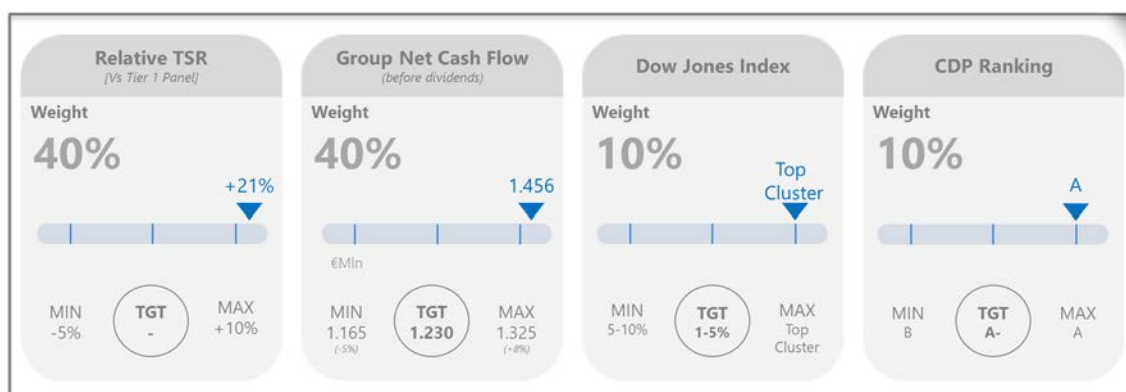 Relative TSR
[Vs Tier 1 Panel]
Weight
40%
+21%
MIN
-5%
TGT
-
MAX
+10%
Group Net Cash Flow
(before dividends)
Weight
40%
1.456
€Mln
MIN
1.165
(-5%)
TGT
1.230
MAX
1.325
(+8%)
Dow Jones Index
Weight
10%
Top
Cluster
MIN
5-10%
TGT
1-5%
MAX
Top
Cluster
CDP Ranking
Weight
10%
A
MIN
B
TGT
A-
MAX
A